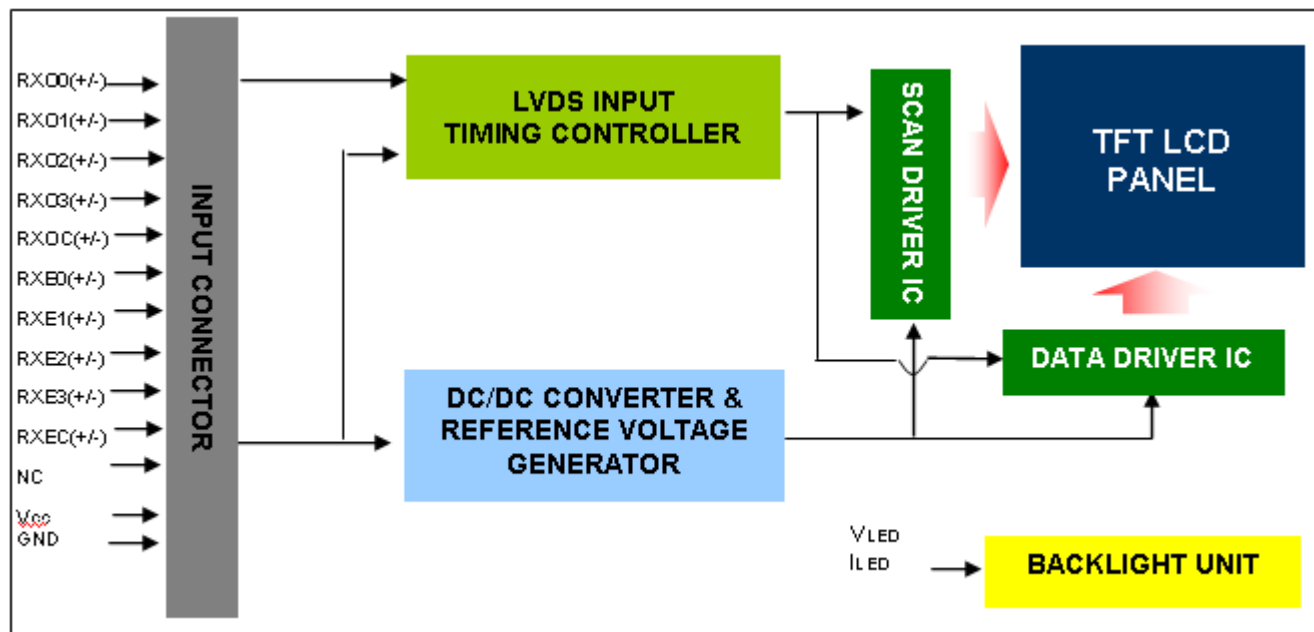 RXO0(+/-)
RXO1(+/-)
RXO2(+/-)
RXO3(+/-)
RXOC(+/-)
RXE0(+/-)
RXE1(+/-)
RXE2(+/-)
RXE3(+/-)
RXEC(+/-)
NC
Vcc
GND
INPUT CONNECTOR
LVDS INPUT
TIMING CONTROLLER
DC/DC CONVERTER &
REFERENCE VOLTAGE
GENERATOR
SCAN DRIVER IC
TFT LCD
PANEL
DATA DRIVER IC
VLED
ILED
BACKLIGHT UNIT